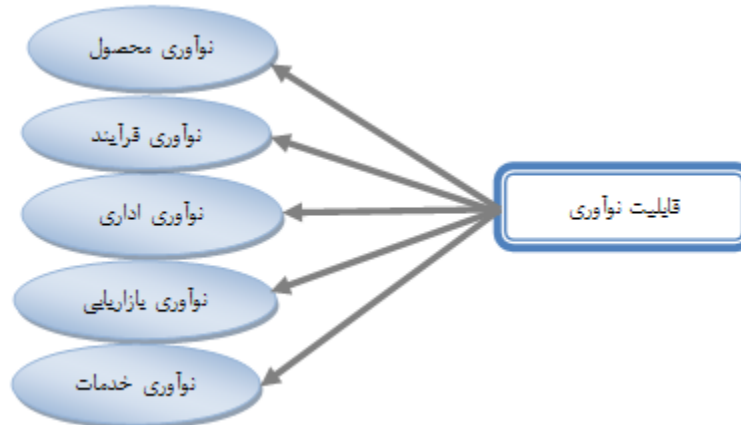 نوآوری محصول
نوآوری فرآیند
نوآوری اداری
قابلیت نوآوری
نوآوری بازاریابی
نوآوری خدمات